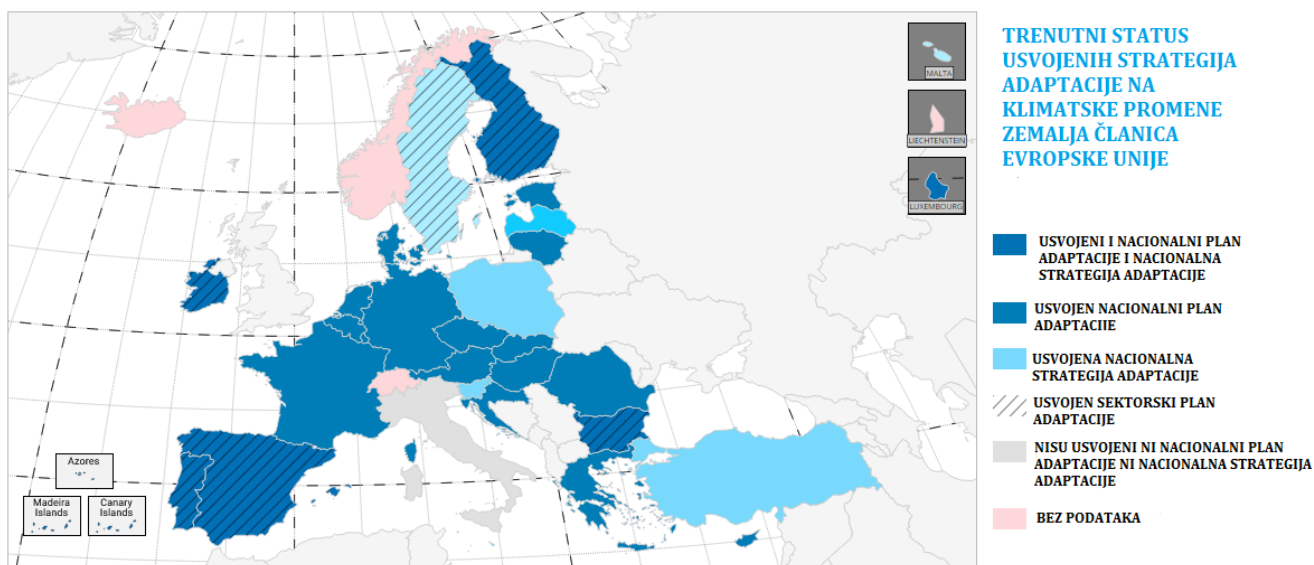 MALTA
LIECHTENSTEIN
LUXEMBOURG
Azores
Madeira
Islands
Canary
Islands
TRENUTNI STATUS
USVOJENIH STRATEGIJA
ADAPTACIJE NA
KLIMATSKE PROMENE
ZEMALJA ČLANICA
EVROPSKE UNIJE
USVOJENI I NACIONALNI PLAN
ADAPTACIJE I NACIONALNA
STRATEGIJA ADAPTACIJE
USVOJEN NACIONALNI PLAN
ADAPTACIJE
USVOJENA NACIONALNA
STRATEGIJA ADAPTACIJE
USVOJEN SEKTORSKI PLAN
ADAPTACIJE
NISU USVOJENI NI NACIONALNI PLAN
ADAPTACIJE NI NACIONALNA STRATEGIJA
ADAPTACIJE
BEZ PODATAKA